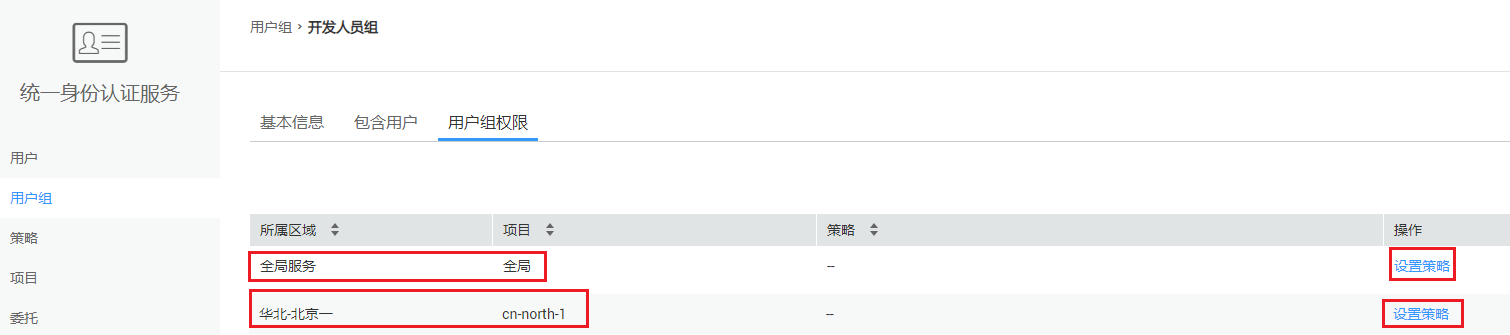 统一身份认证服务
用户
用户组
策略
项目
委托
用户组 › 开发人员组
基本信息 包含用户 用户组权限
所属区域 项目 策略 操作
全局服务 全局 -- 设置策略
华北-北京一 cn-north-1 -- 设置策略